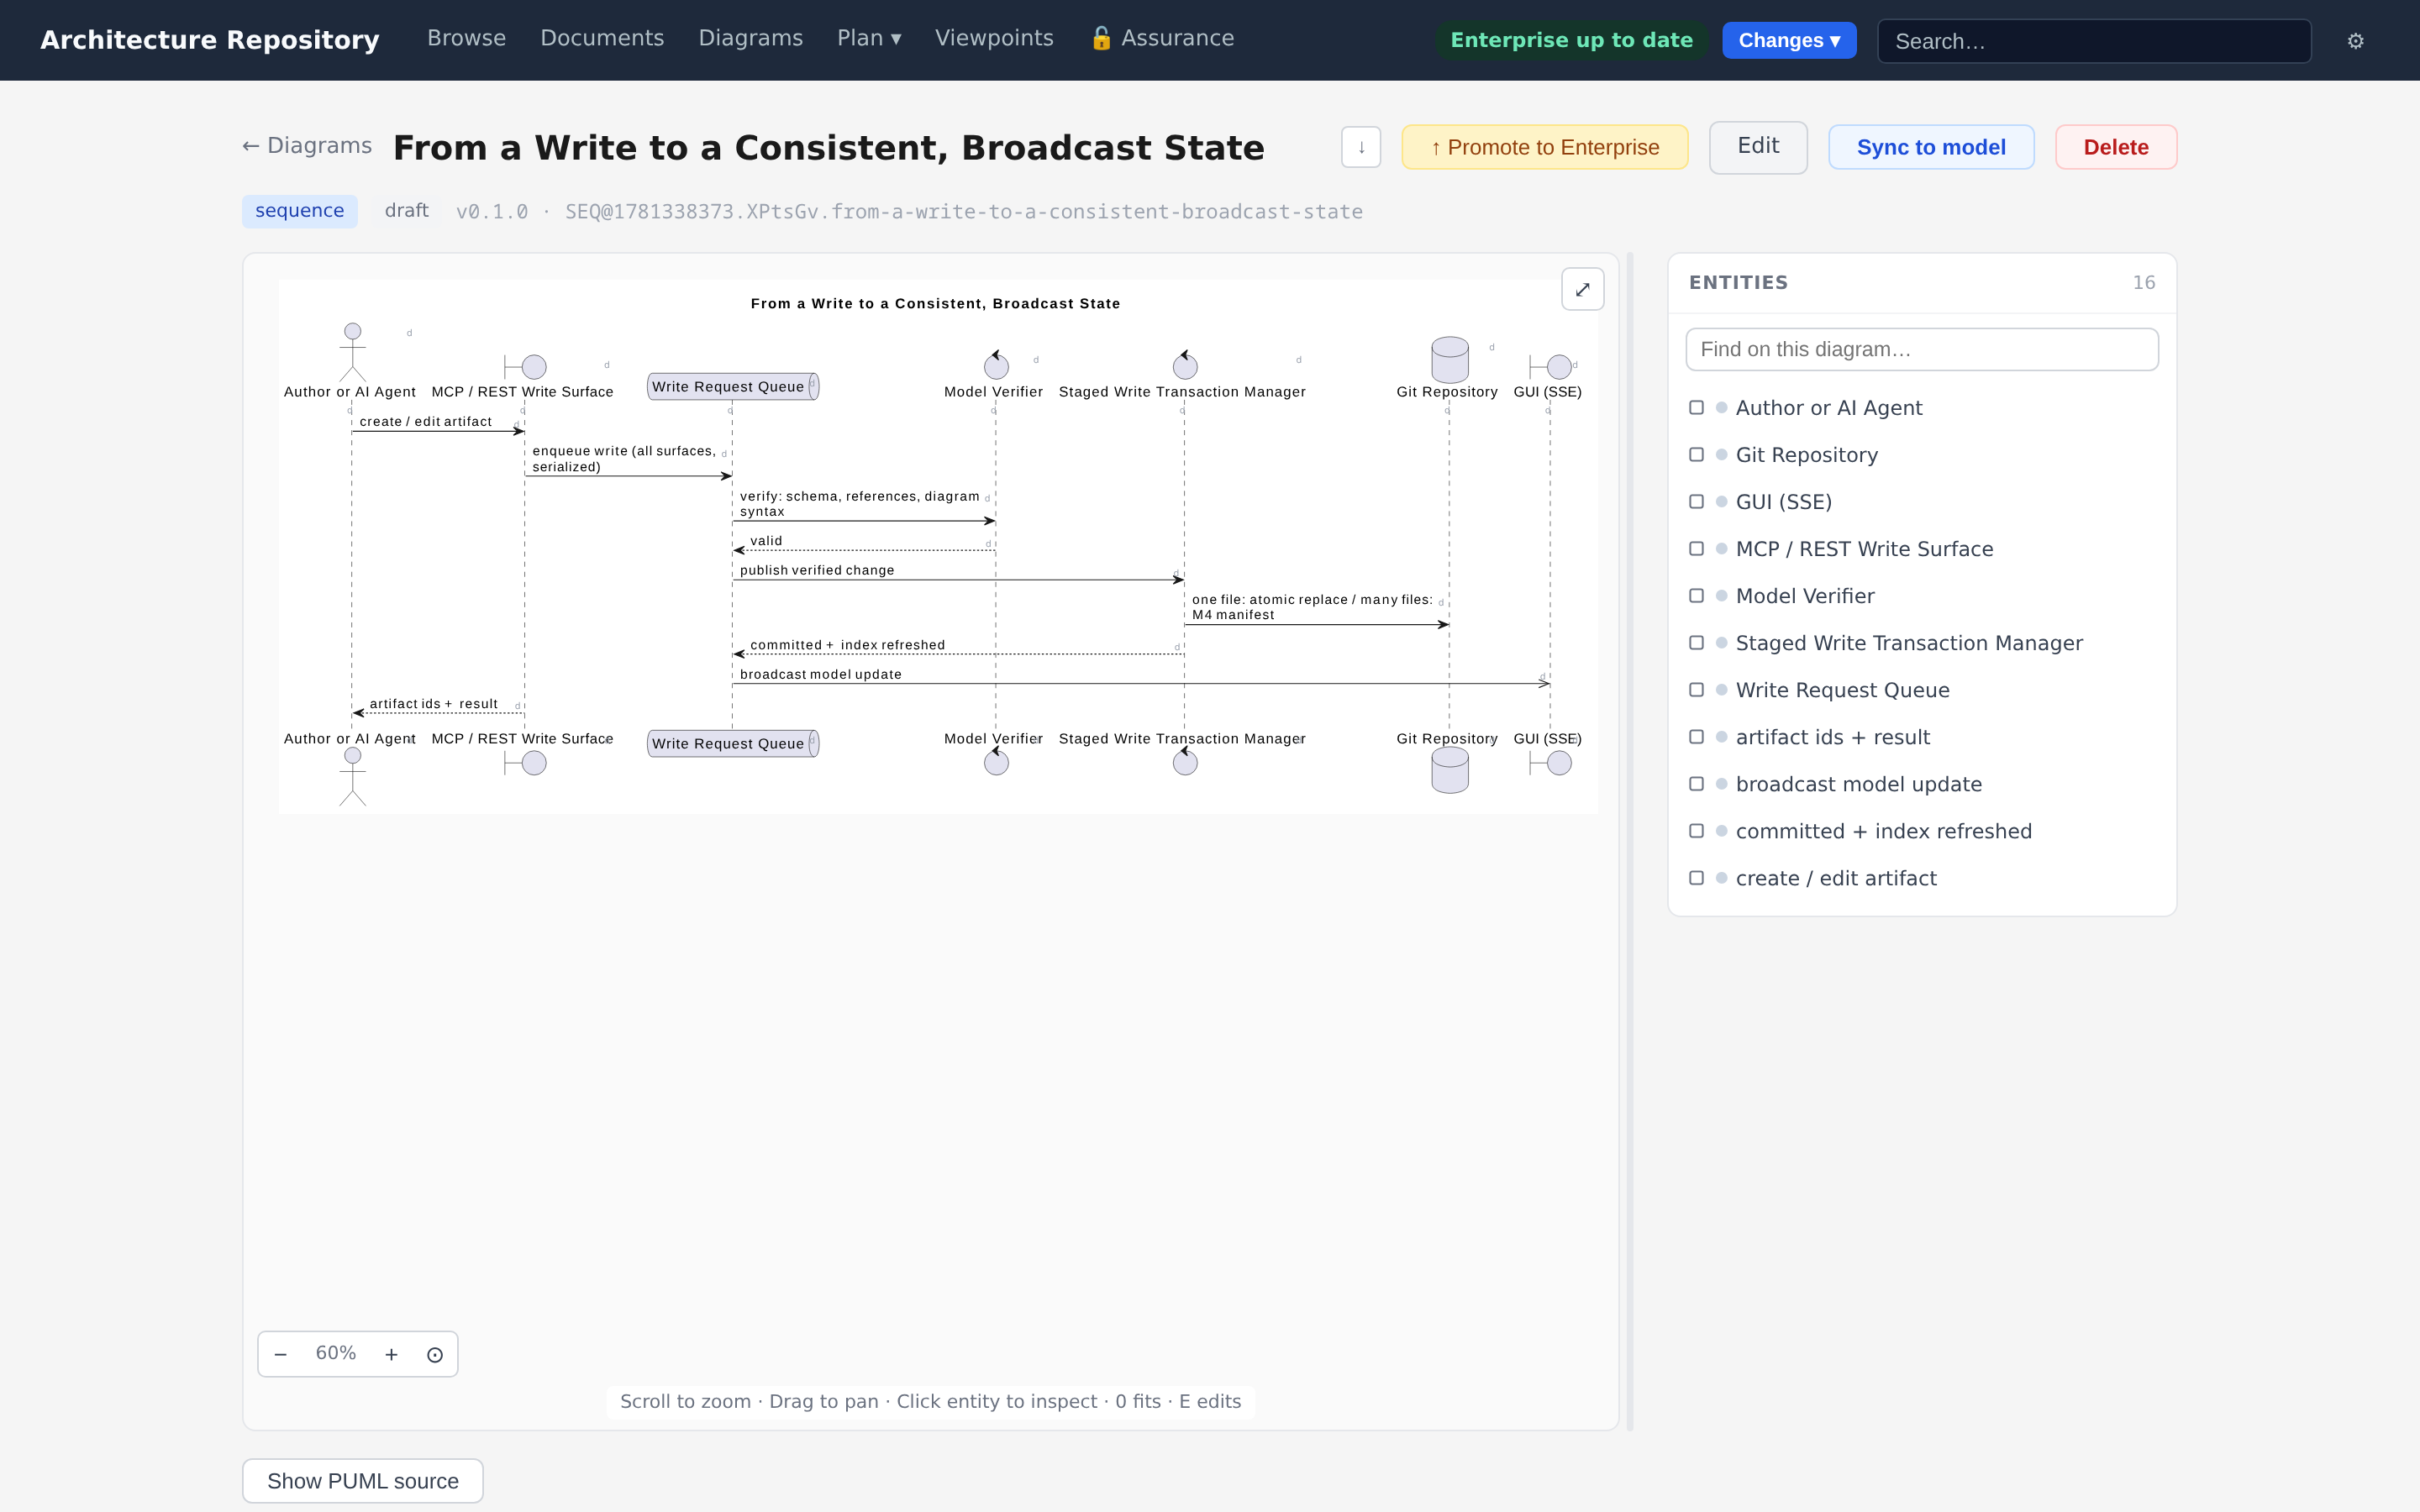 Architecture Repository Browse Documents Diagrams Plan ▾ Viewpoints 🔓 Assurance Enterprise up to date Changes ▾ Search… ⚙
← Diagrams From a Write to a Consistent, Broadcast State ↓ ↑ Promote to Enterprise Edit Sync to model Delete
sequence draft v0.1.0 · SEQ@1781338373.XPtsGv.from-a-write-to-a-consistent-broadcast-state
From a Write to a Consistent, Broadcast State
Author or AI Agent MCP / REST Write Surface Write Request Queue Model Verifier Staged Write Transaction Manager Git Repository GUI (SSE)
create / edit artifact
enqueue write (all surfaces,
serialized)
verify: schema, references, diagram
syntax
valid
publish verified change
one file: atomic replace / many files:
M4 manifest
committed + index refreshed
broadcast model update
artifact ids + result
Author or AI Agent MCP / REST Write Surface Write Request Queue Model Verifier Staged Write Transaction Manager Git Repository GUI (SSE)
− 60% + ⊙
Scroll to zoom · Drag to pan · Click entity to inspect · 0 fits · E edits
Show PUML source
ENTITIES 16
Find on this diagram…
Author or AI Agent
Git Repository
GUI (SSE)
MCP / REST Write Surface
Model Verifier
Staged Write Transaction Manager
Write Request Queue
artifact ids + result
broadcast model update
committed + index refreshed
create / edit artifact